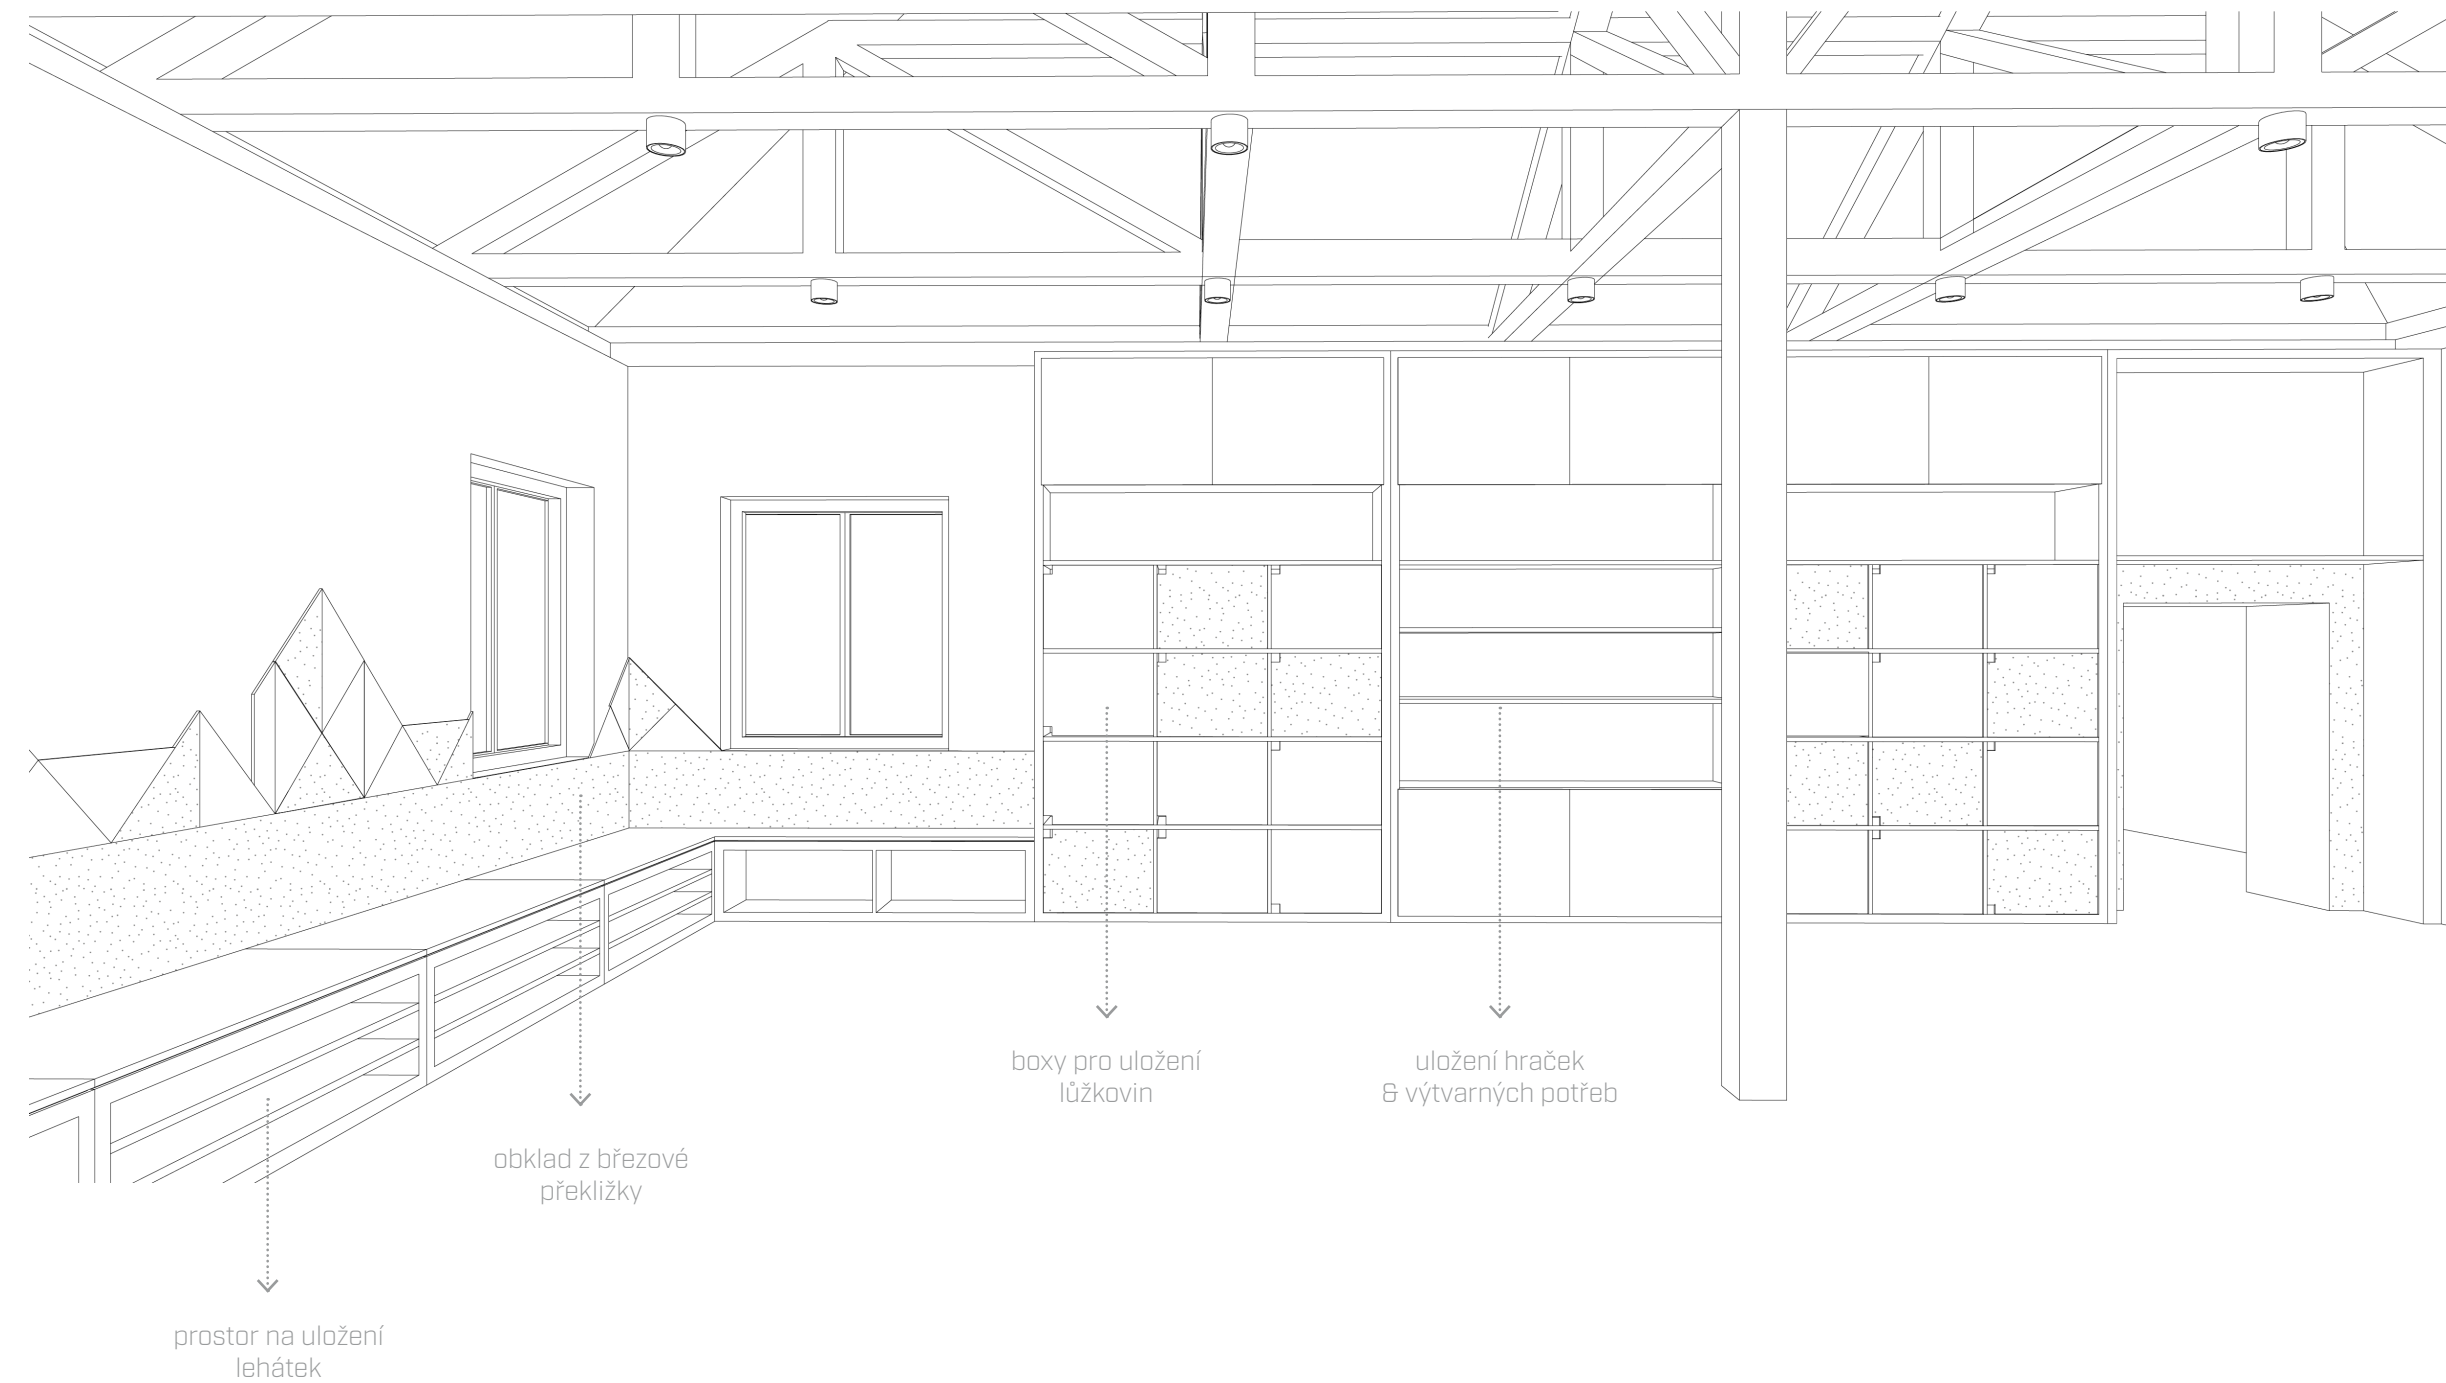 boxy pro uložení
lůžkovin
uložení hraček
& výtvarných potřeb
obklad z březové
překližky
prostor na uložení
lehátek